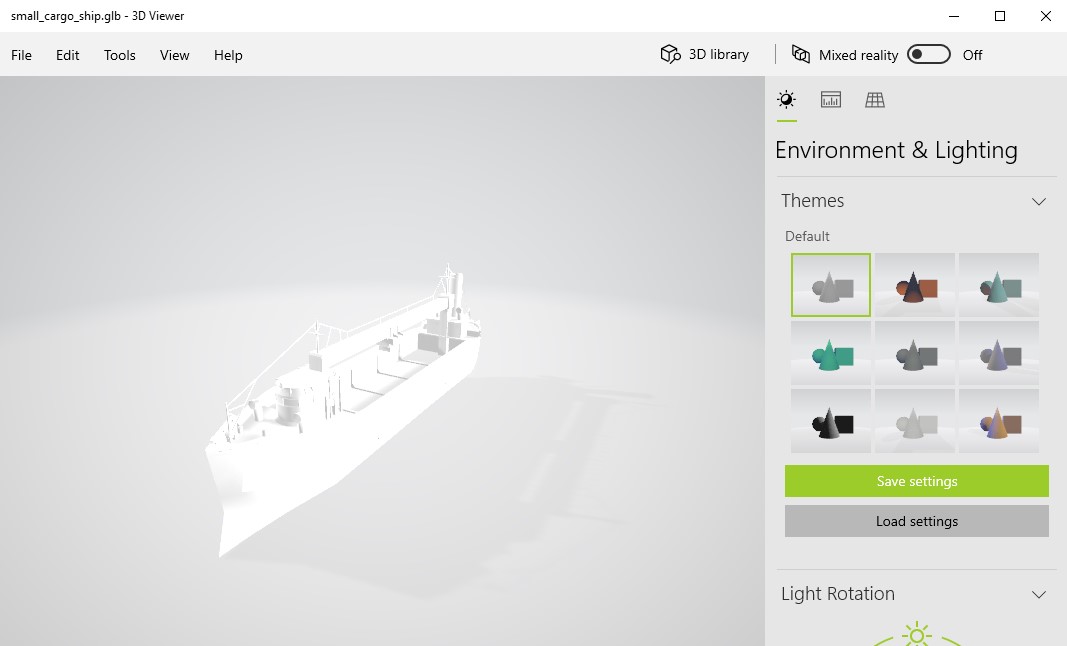 small_cargo_ship.glb - 3D Viewer
File Edit Tools View Help 3D library Mixed reality Off
Environment & Lighting
Themes
Default
Save settings
Load settings
Light Rotation